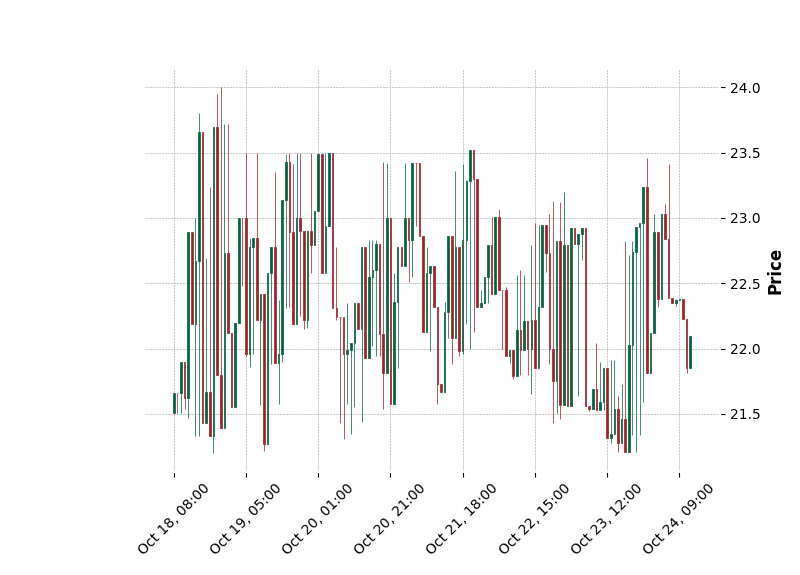 24.0
23.5
23.0
22.5
22.0
21.5
Price
Oct 18, 08:00
Oct 19, 05:00
Oct 20, 01:00
Oct 20, 21:00
Oct 21, 18:00
Oct 22, 15:00
Oct 23, 12:00
Oct 24, 09:00